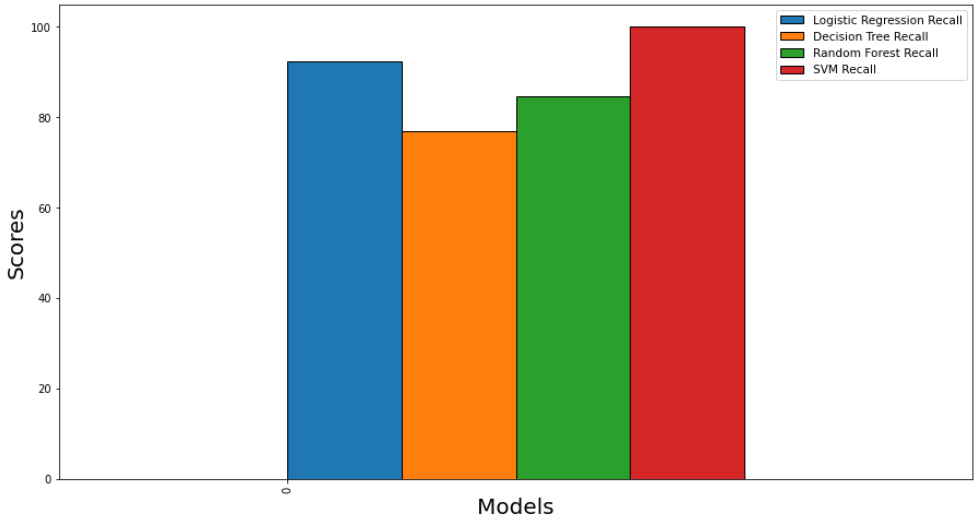 Logistic Regression Recall
Decision Tree Recall
Random Forest Recall
SVM Recall
100
80
60
40
20
0
Scores
0
Models